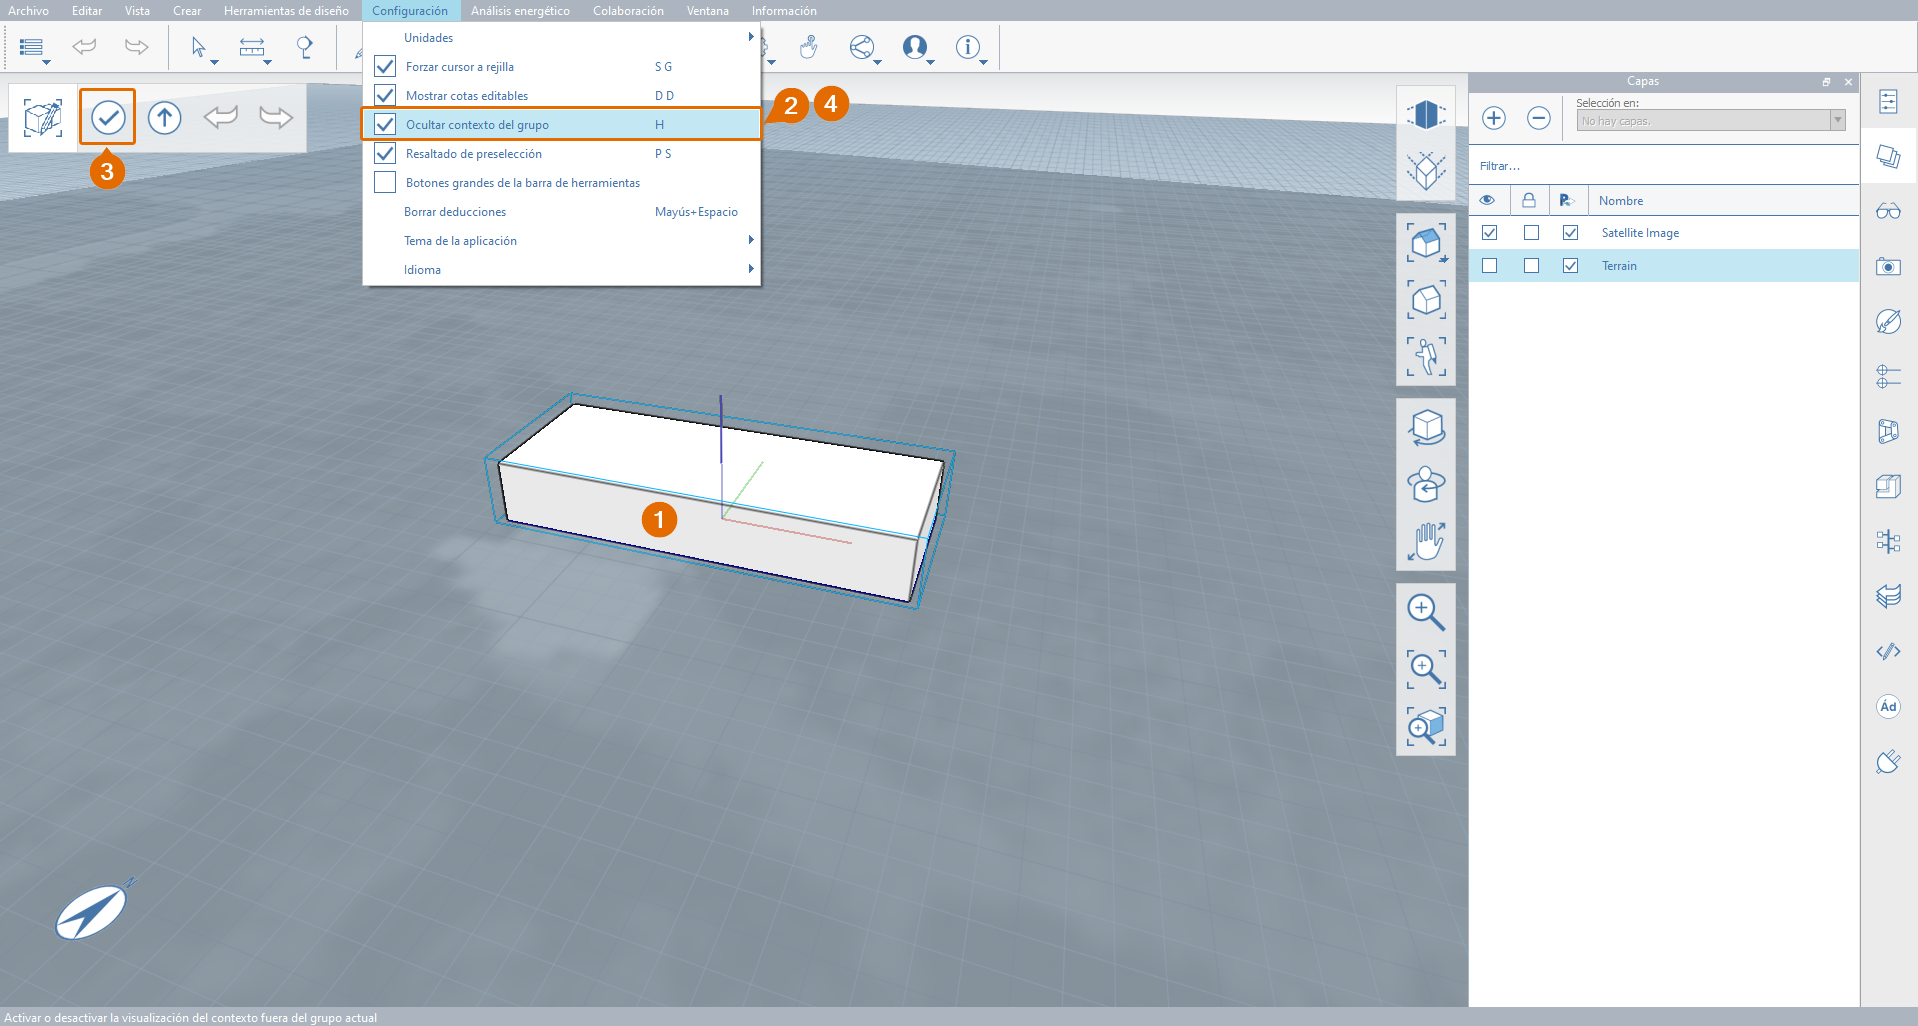 Archivo Editar Vista Crear Herramientas de diseño Configuración Análisis energético Colaboración Ventana Información
Unidades
Forzar cursor a rejilla S G
Mostrar cotas editables D D
Ocultar contexto del grupo H
Resaltado de preselección P S
Botones grandes de la barra de herramientas
Borrar deducciones Mayús+Espacio
Tema de la aplicación
Idioma
2 4
3
1
N
Capas
Selección en:
No hay capas.
Filtrar...
Nombre
Satellite Image
Terrain
Ád
Activar o desactivar la visualización del contexto fuera del grupo actual